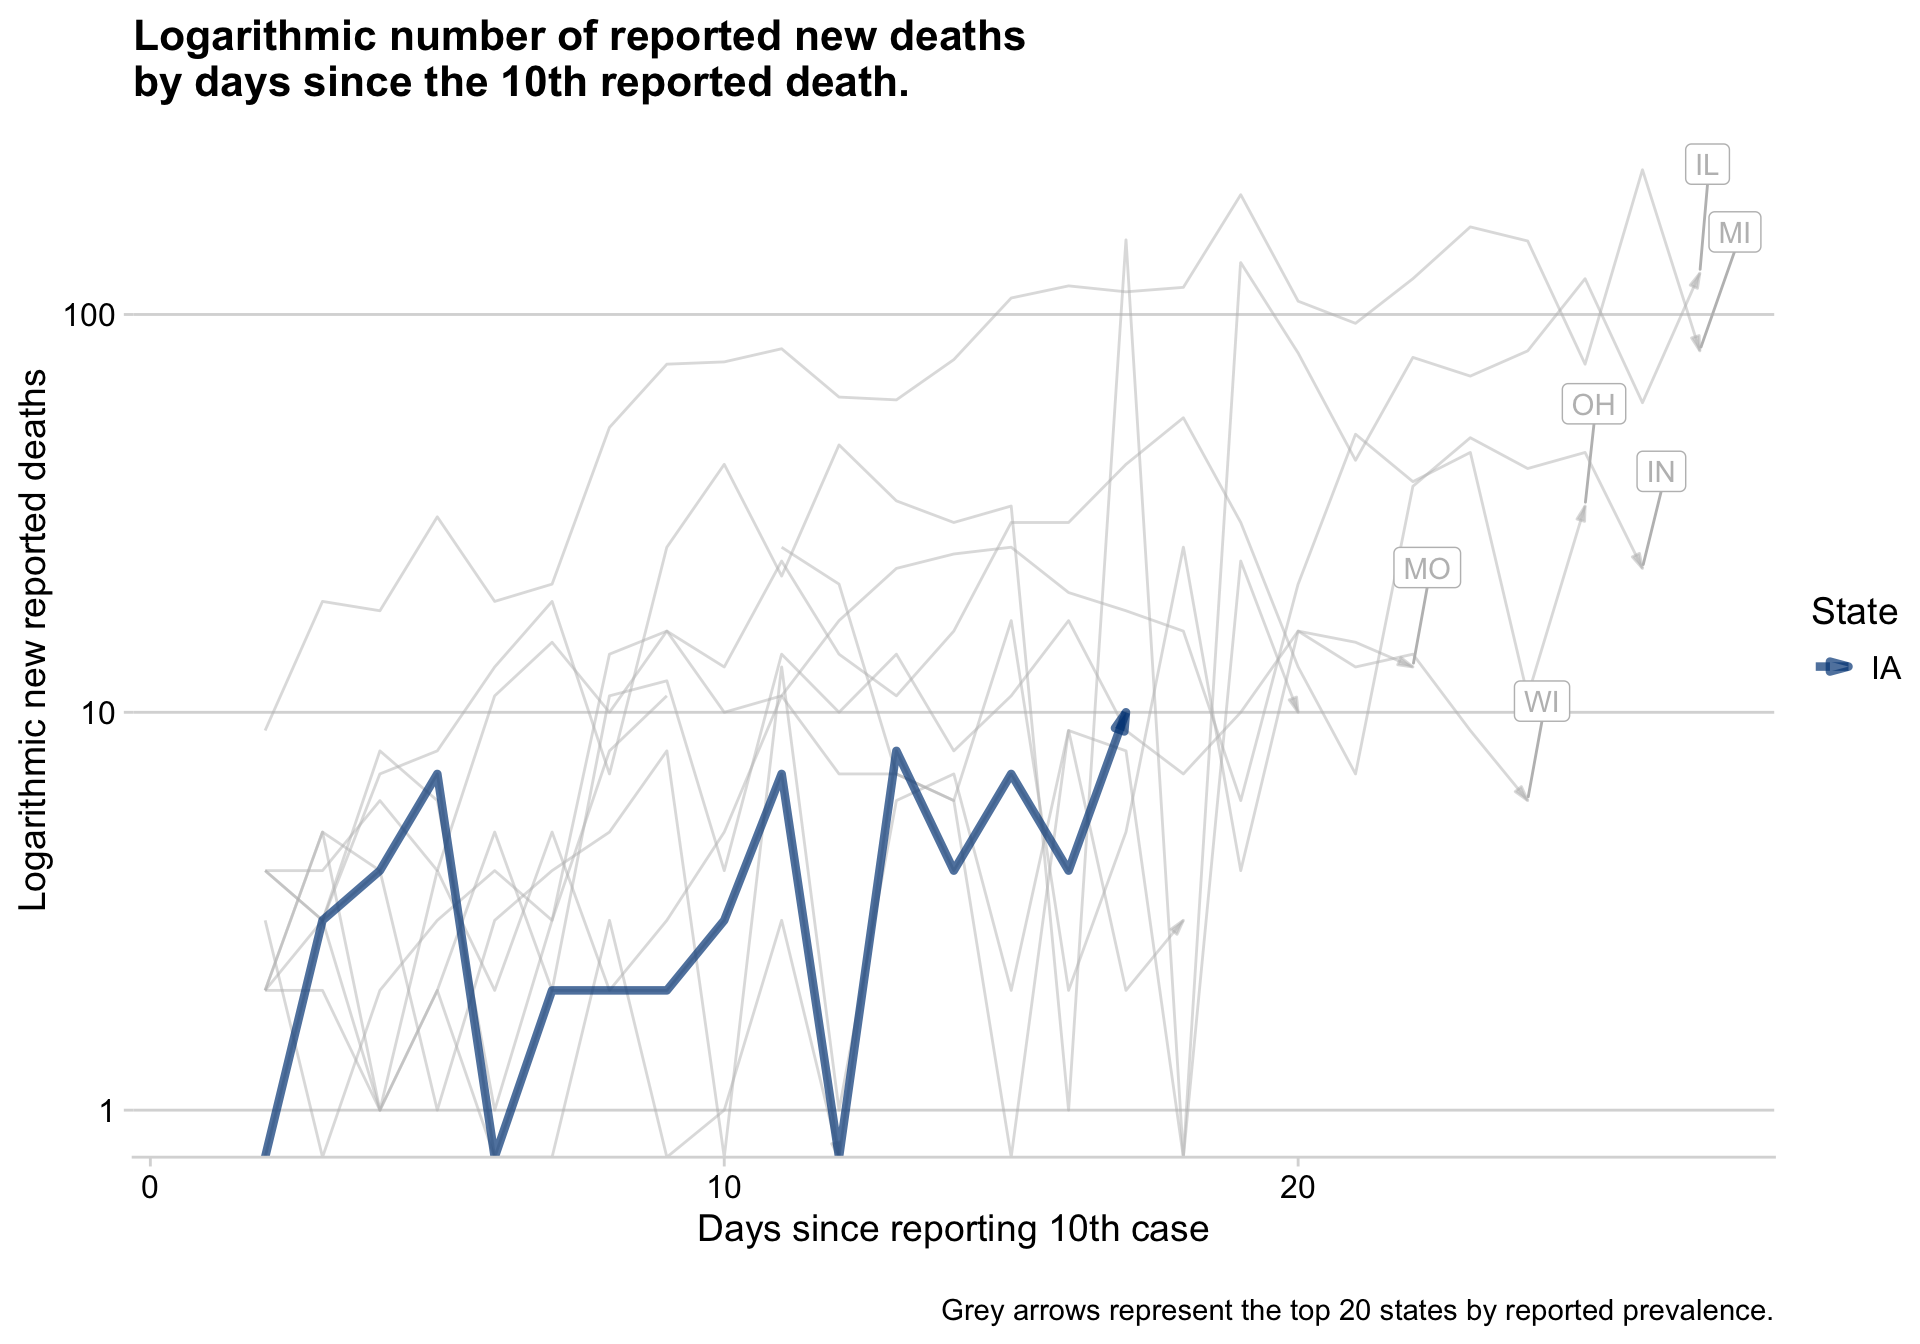 Logarithmic number of reported new deaths
by days since the 10th reported death.
IL
MI
100
OH
IN
MO
WI
10
1
Logarithmic new reported deaths
State
IA
0 10 20
Days since reporting 10th case
Grey arrows represent the top 20 states by reported prevalence.